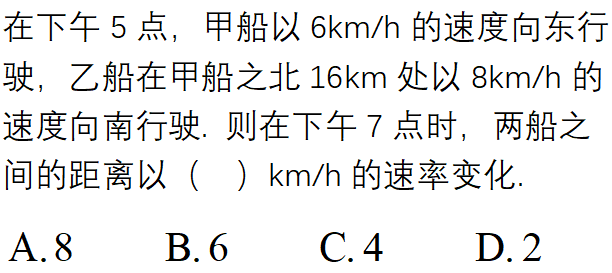 在下午 5 点，甲船以 6km/h 的速度向东行
驶，乙船在甲船之北 16km 处以 8km/h 的
速度向南行驶. 则在下午 7 点时，两船之
间的距离以（ ）km/h 的速率变化.
A. 8 B. 6 C. 4 D. 2